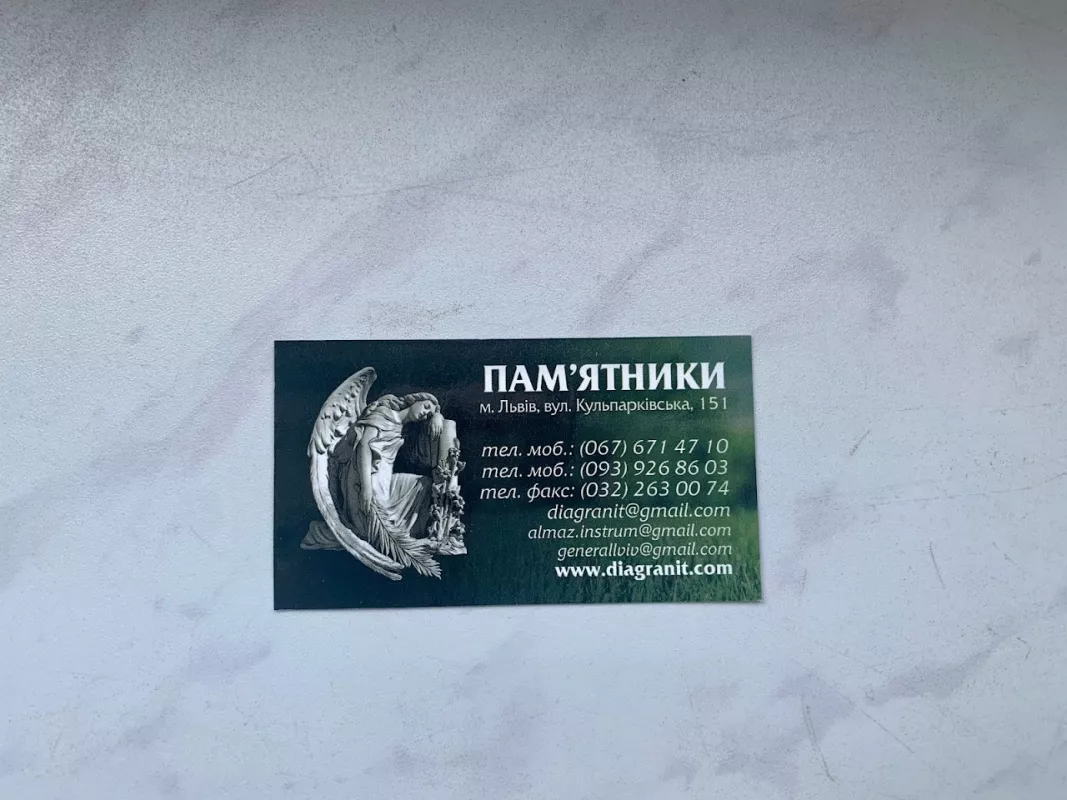 ПАМ’ЯТНИКИ
м. Львів, вул. Кульпарківська, 151
тел. моб.: (067) 671 47 10
тел. моб.: (093) 926 86 03
тел. факс: (032) 263 00 74
diagranit@gmail.com
almaz.instrum@gmail.com
generallviv@gmail.com
www.diagranit.com